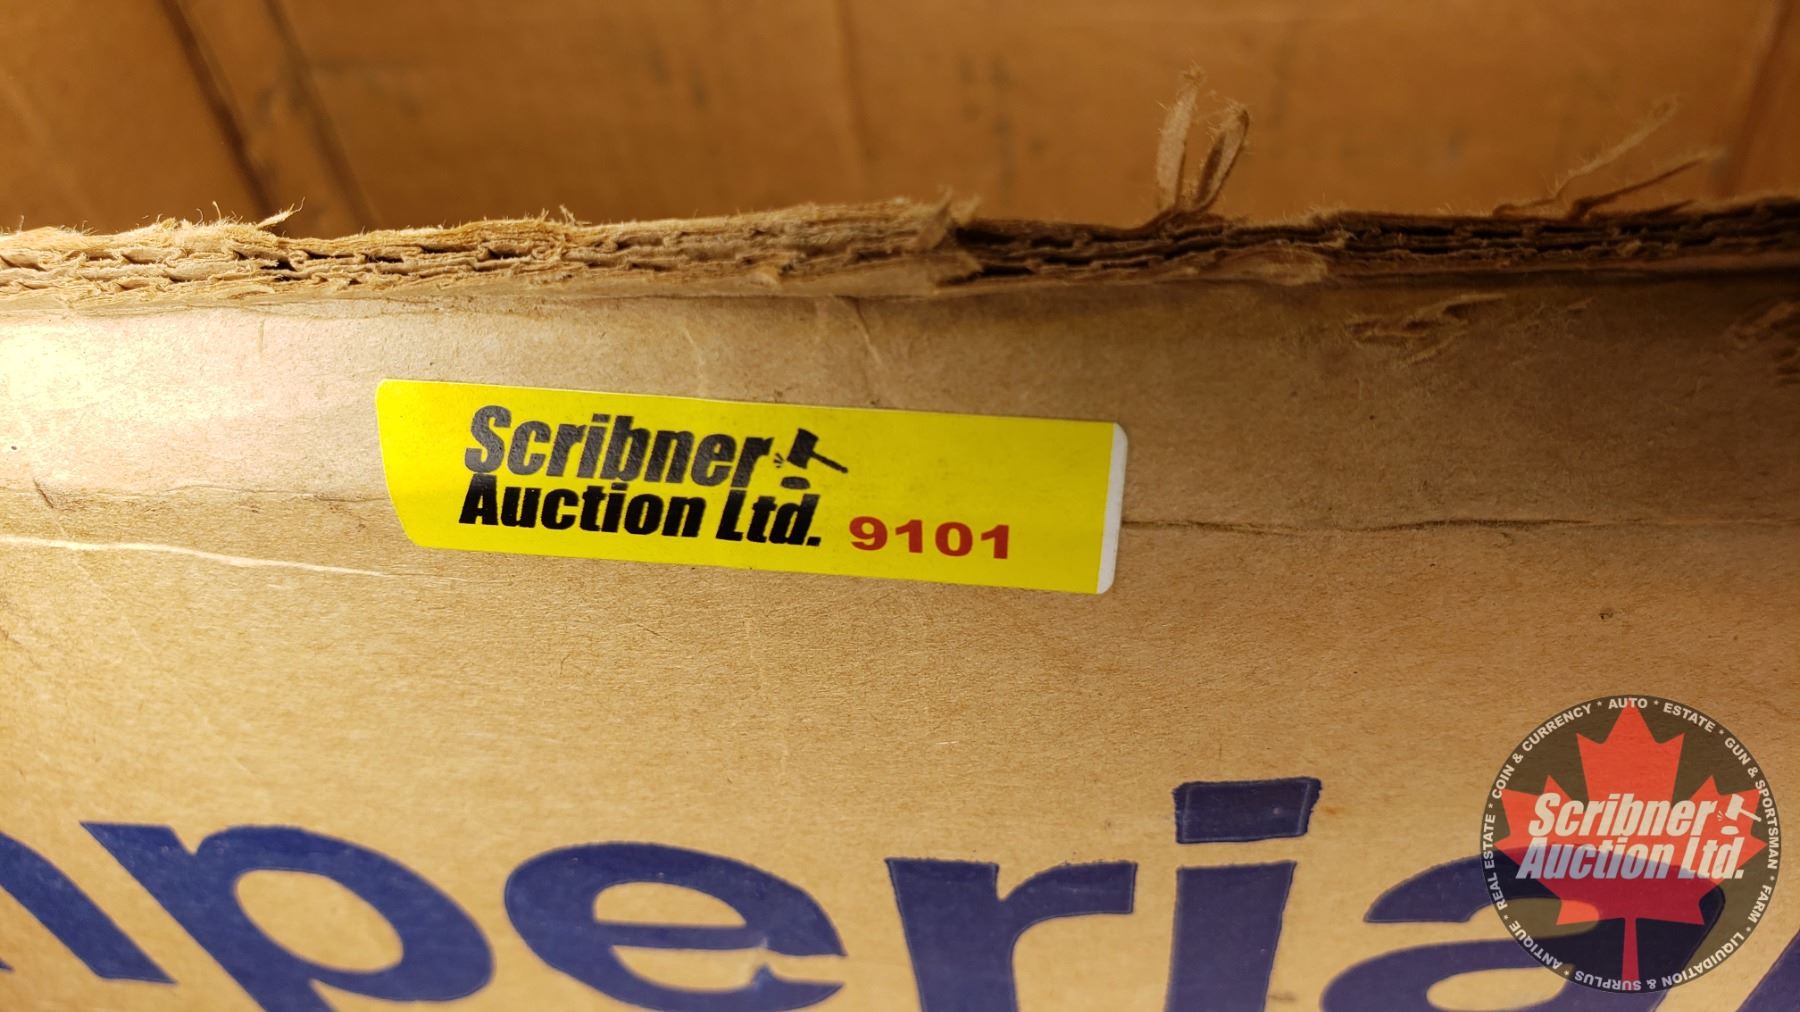 Scribner
Auction Ltd. 9101
mperial
COIN & CURRENCY * AUTO * ESTATE * GUN & SPORTSMAN * FARM * LIQUIDATION & SURPLUS * ANTIQUE * REAL ESTATE *
Scribner
Auction Ltd.